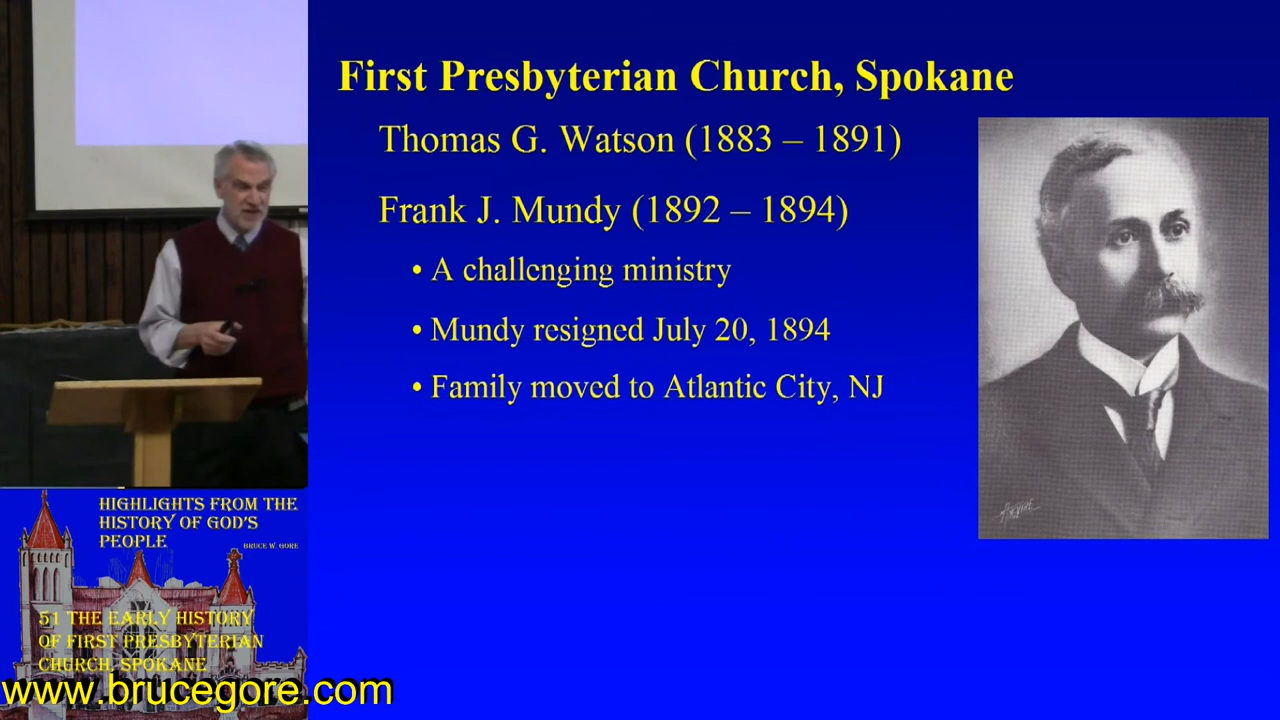 First Presbyterian Church, Spokane
Thomas G. Watson (1883 – 1891)
Frank J. Mundy (1892 – 1894)
• A challenging ministry
• Mundy resigned July 20, 1894
• Family moved to Atlantic City, NJ
HIGHLIGHTS FROM THE
HISTORY OF GOD'S
PEOPLE
BRUCE W. GORE
51 THE EARLY HISTORY
OF FIRST PRESBYTERIAN
CHURCH, SPOKANE
www.brucegore.com